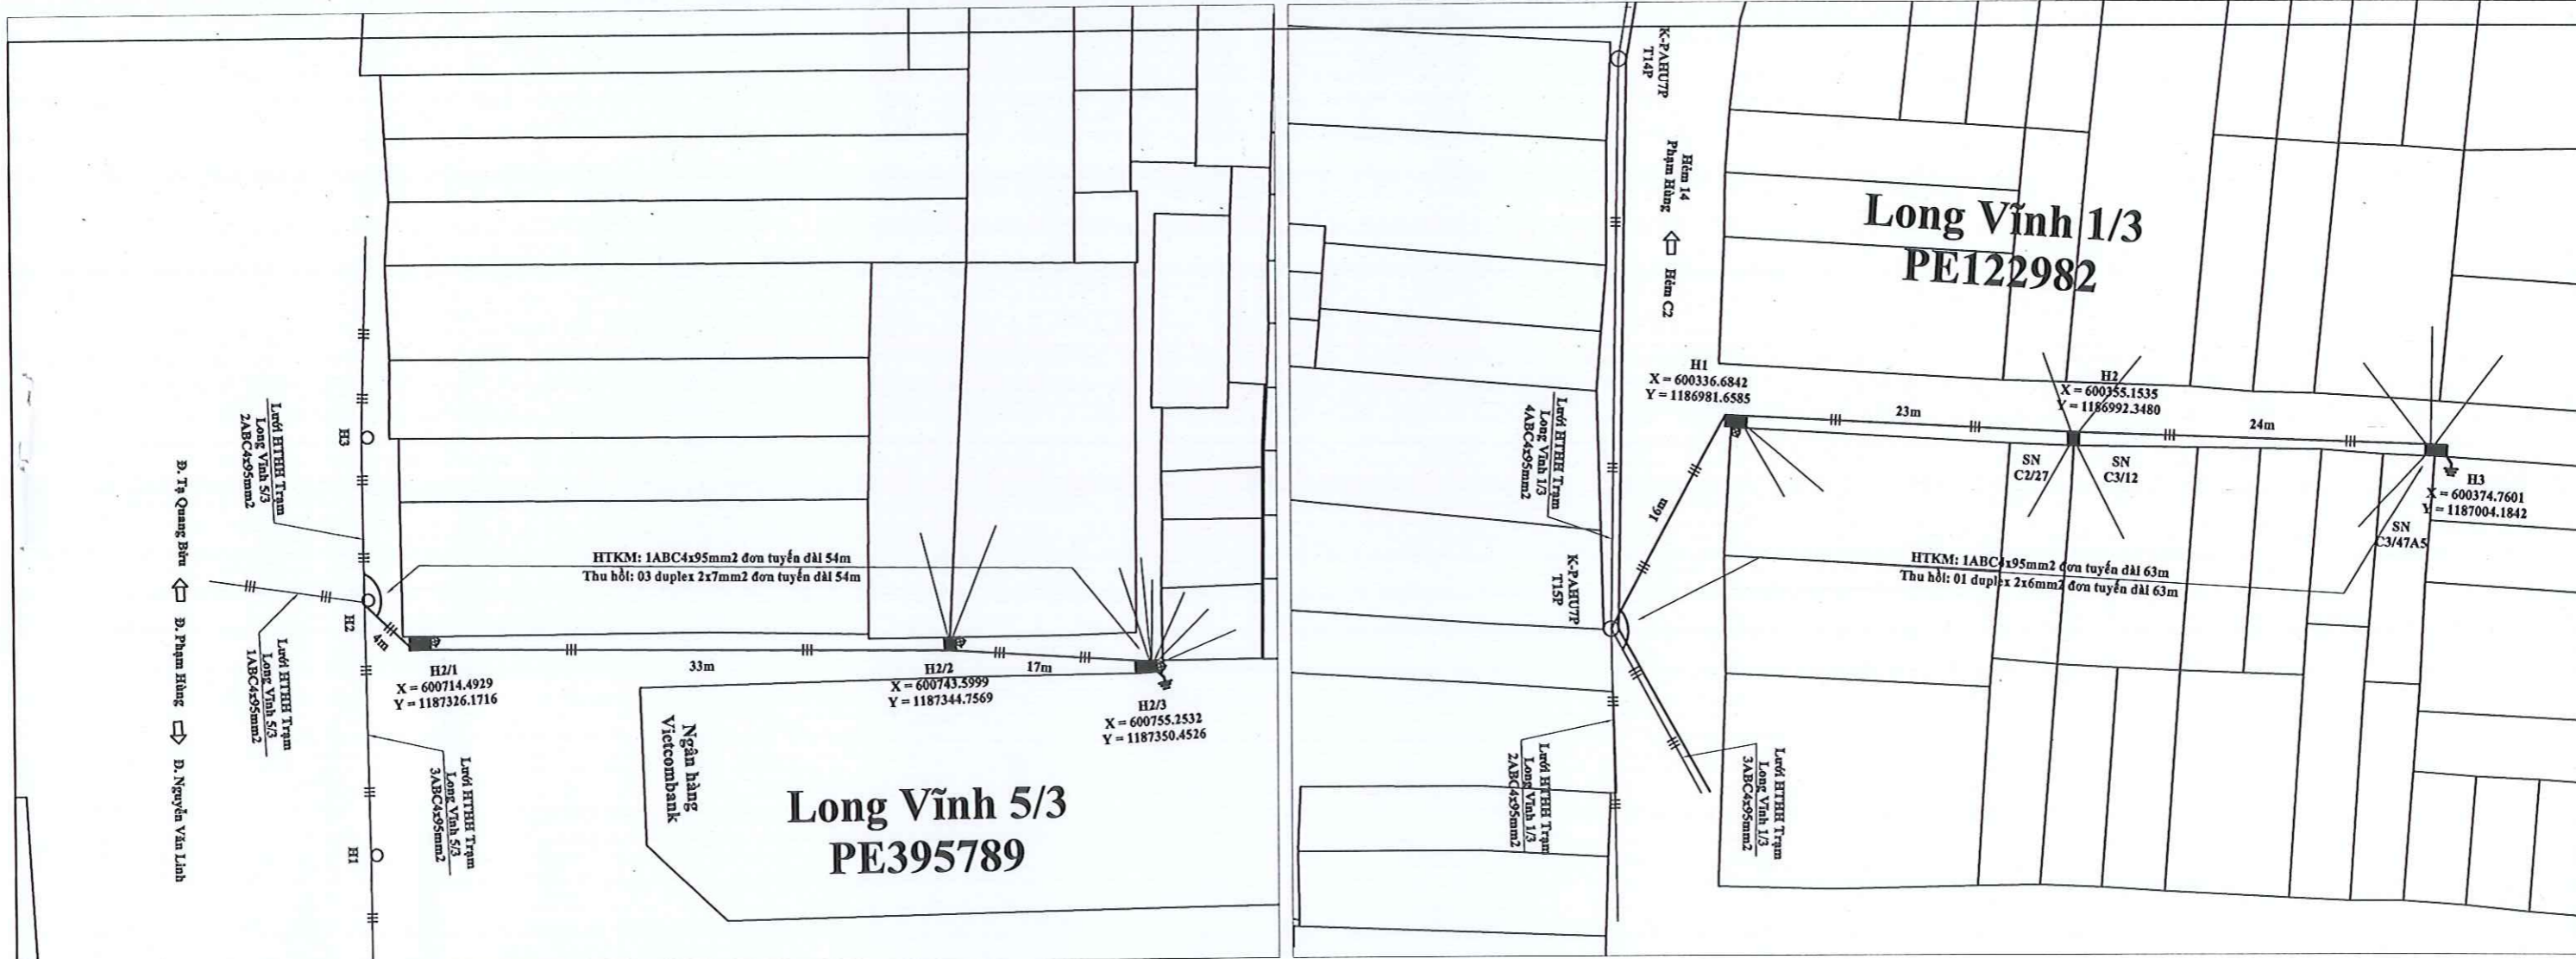 Đ. Tạ Quang Bửu
Đ. Phạm Hùng
Đ. Nguyễn Văn Linh
Lưới HTHH Trạm
Long Vĩnh 5/3
2ABC4x95mm2
H3
H2
H1
Lưới HTHH Trạm
Long Vĩnh 5/3
1ABC4x95mm2
Lưới HTHH Trạm
Long Vĩnh 5/3
3ABC4x95mm2
HTKM: 1ABC4x95mm2 đơn tuyến dài 54m
Thu hồi: 03 duplex 2x7mm2 đơn tuyến dài 54m
4m
33m
17m
H2/1
X = 600714.4929
Y = 1187326.1716
H2/2
X = 600743.5999
Y = 1187344.7569
H2/3
X = 600755.2532
Y = 1187350.4526
Ngân hàng
Vietcombank
Long Vĩnh 5/3
PE395789
K-PAHU7P
T14P
Hẻm 14
Phạm Hùng
Hẻm C2
Long Vĩnh 1/3
PE122982
H1
X = 600336.6842
Y = 1186981.6585
23m
H2
X = 600355.1535
Y = 1186992.3480
24m
H3
X = 600374.7601
Y = 1187004.1842
SN
C2/27
SN
C3/12
SN
C3/47A5
16m
Lưới HTHH Trạm
Long Vĩnh 1/3
4ABC4x95mm2
K-PAHU7P
T15P
HTKM: 1ABC4x95mm2 đơn tuyến dài 63m
Thu hồi: 01 duplex 2x6mm2 đơn tuyến dài 63m
Lưới HTHH Trạm
Long Vĩnh 1/3
2ABC4x95mm2
Lưới HTHH Trạm
Long Vĩnh 1/3
3ABC4x95mm2